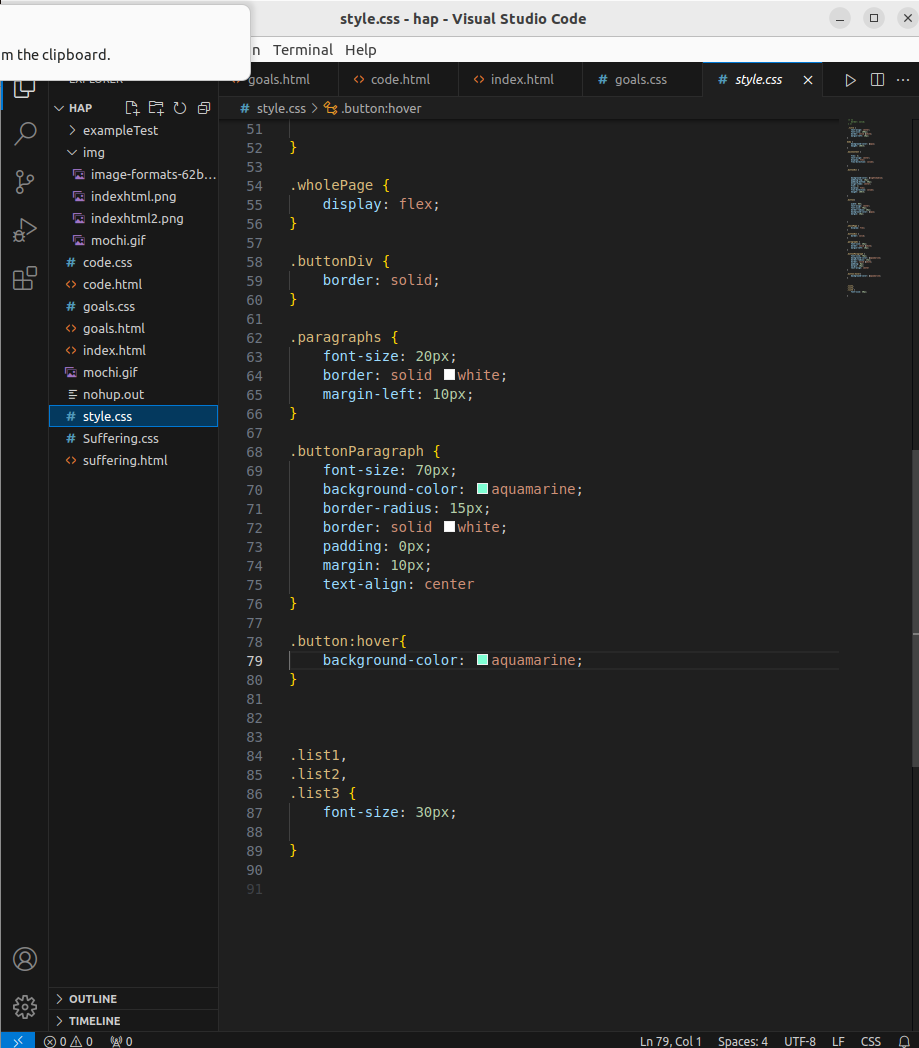 style.css - hap - Visual Studio Code
m the clipboard.
n Terminal Help
goals.html
code.html
index.html
goals.css
style.css
HAP
style.css > .button:hover
exampleTest
img
image-formats-62b...
indexhtml.png
indexhtml2.png
mochi.gif
code.css
code.html
goals.css
goals.html
index.html
mochi.gif
nohup.out
style.css
Suffering.css
suffering.html
OUTLINE
TIMELINE
51
52 }
53
54 .wholePage {
55 display: flex;
56 }
57
58 .buttonDiv {
59 border: solid;
60 }
61
62 .paragraphs {
63 font-size: 20px;
64 border: solid white;
65 margin-left: 10px;
66 }
67
68 .buttonParagraph {
69 font-size: 70px;
70 background-color: aquamarine;
71 border-radius: 15px;
72 border: solid white;
73 padding: 0px;
74 margin: 10px;
75 text-align: center
76 }
77
78 .button:hover{
79 background-color: aquamarine;
80 }
81
82
83
84 .list1,
85 .list2,
86 .list3 {
87 font-size: 30px;
88
89 }
90
91
0 0 0 Ln 79, Col 1 Spaces: 4 UTF-8 LF CSS